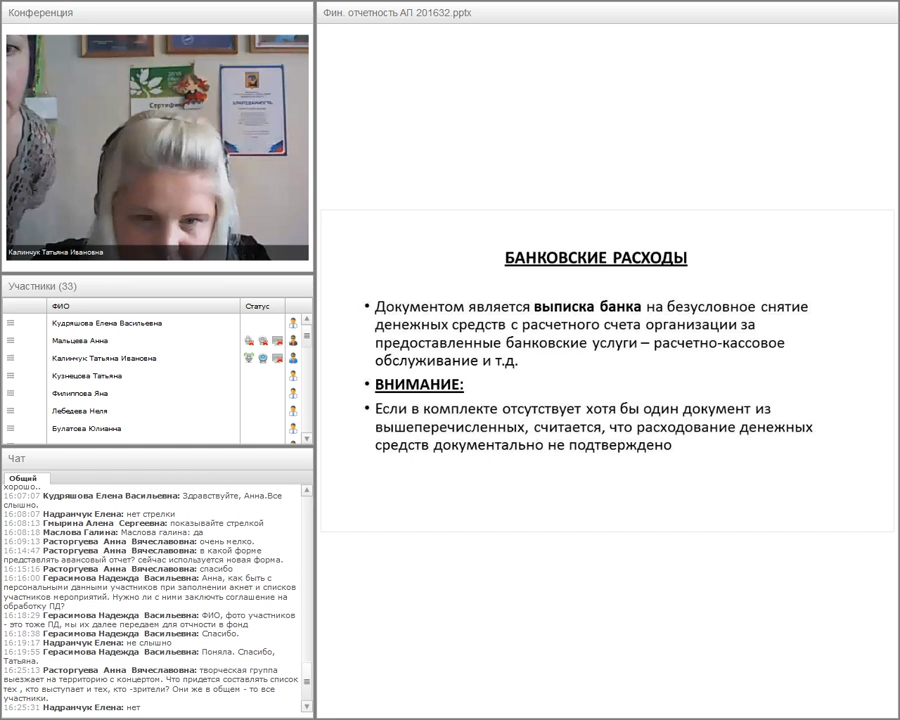 Конференция
Сертифи
БЛАГОДАРНОСТЬ
Калинчук Татьяна Ивановна
Участники (33)
ФИО Статус
Кудряшова Елена Васильевна
Мальцева Анна
Калинчук Татьяна Ивановна
Кузнецова Татьяна
Филиппова Яна
Лебедева Неля
Булатова Юлианна
Чат
Общий
хорошо..
16:07:07 Кудряшова Елена Васильевна: Здравствуйте, Анна.Все
слышно.
16:08:07 Надранчук Елена: нет стрелки
16:08:13 Гмырина Алена Сергеевна: показывайте стрелкой
16:08:18 Маслова Галина: Маслова галина: да
16:09:13 Расторгуева Анна Вячеславовна: очень мелко.
16:14:47 Расторгуева Анна Вячеславовна: в какой форме
представлять авансовый отчет? сейчас используется новая форма.
16:15:16 Расторгуева Анна Вячеславовна: спасибо
16:16:00 Герасимова Надежда Васильевна: Анна, как быть с
персональными данными участников при заполнении акнет и списков
участников мероприятий. Нужно ли с ними заключть соглашение на
обработку ПД?
16:18:29 Герасимова Надежда Васильевна: ФИО, фото участников
- это тоже ПД, мы их далее передаем для отчности в фонд
16:18:38 Герасимова Надежда Васильевна: Спасибо.
16:19:17 Надранчук Елена: не слышно
16:19:55 Герасимова Надежда Васильевна: Поняла. Спасибо,
Татьяна.
16:25:13 Расторгуева Анна Вячеславовна: творческая группа
выезжает на территорию с концертом. Что придется составлять список
тех , кто выступает и тех, кто -зрители? Они же в общем - то все
участники.
16:25:31 Надранчук Елена: нет
Фин. отчетность АП 201632.pptx
БАНКОВСКИЕ РАСХОДЫ
• Документом является выписка банка на безусловное снятие
денежных средств с расчетного счета организации за
предоставленные банковские услуги – расчетно-кассовое
обслуживание и т.д.
• ВНИМАНИЕ:
• Если в комплекте отсутствует хотя бы один документ из
вышеперечисленных, считается, что расходование денежных
средств документально не подтверждено